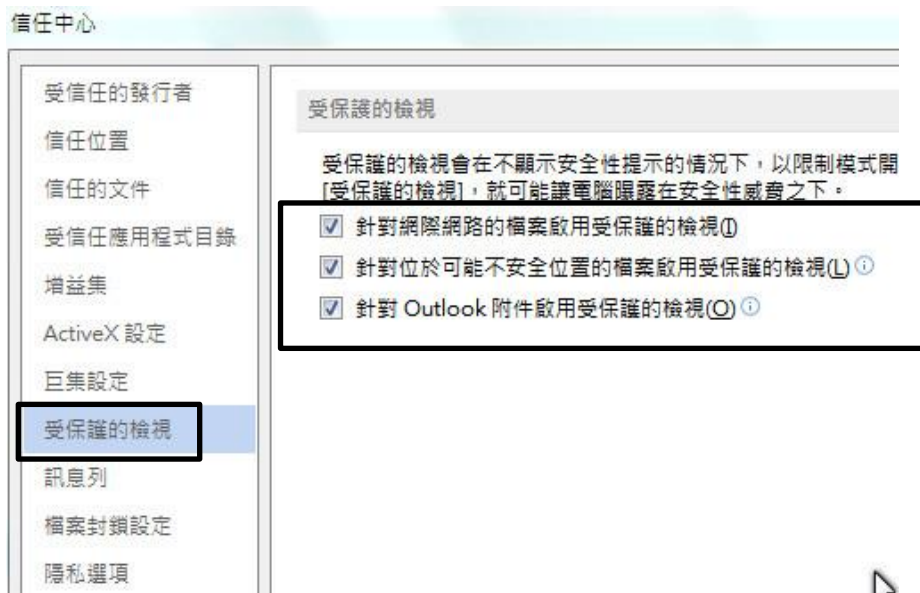 信任中心
受信任的發行者
信任位置
信任的文件
受信任應用程式目錄
增益集
ActiveX 設定
巨集設定
受保護的檢視
訊息列
檔案封鎖設定
隱私選項
受保護的檢視
受保護的檢視會在不顯示安全性提示的情況下，以限制模式開
[受保護的檢視]，就可能讓電腦曝露在安全性威脅之下。
針對網際網路的檔案啟用受保護的檢視(I)
針對位於可能不安全位置的檔案啟用受保護的檢視(L)
針對 Outlook 附件啟用受保護的檢視(O)